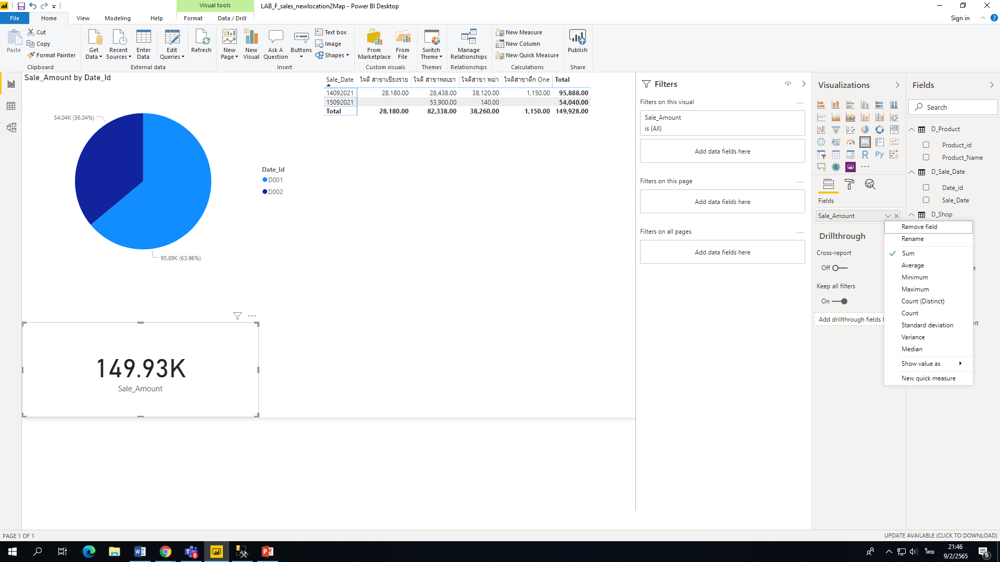 Visual tools
LAB_F_sales_newlocation2Map - Power BI Desktop
File Home View Modeling Help Format Data / Drill Sign in
Paste
Cut
Copy
Format Painter
Clipboard
Get Data
Recent Sources
Enter Data
Edit Queries
Refresh
External data
New Page
New Visual
Ask A Question
Buttons
Text box
Image
Shapes
Insert
From Marketplace
From File
Custom visuals
Switch Theme
Themes
Manage Relationships
Relationships
New Measure
New Column
New Quick Measure
Calculations
Publish
Share
Sale_Amount by Date_Id
54.04K (36.04%)
95.89K (63.96%)
Date_Id
D001
D002
Sale_Date ใจดี สาขาเชียงราย ใจดี สาขาพะเยา ใจดีสาขา พม่า ใจดีสาขาตึก One Total
14092021 28,180.00 28,438.00 38,120.00 1,150.00 95,888.00
15092021 53,900.00 140.00 54,040.00
Total 28,180.00 82,338.00 38,260.00 1,150.00 149,928.00
149.93K
Sale_Amount
Filters
Filters on this visual
Sale_Amount
is (All)
Add data fields here
Filters on this page
Add data fields here
Filters on all pages
Add data fields here
Visualizations
R Py
Fields
Sale_Amount
Drillthrough
Cross-report
Off
Keep all filters
On
Add drillthrough fields
Remove field
Rename
Sum
Average
Minimum
Maximum
Count (Distinct)
Count
Standard deviation
Variance
Median
Show value as
New quick measure
Fields
Search
D_Product
Product_id
Product_Name
D_Sale_Date
Date_id
Sale_Date
D_Shop
PAGE 1 OF 1
UPDATE AVAILABLE (CLICK TO DOWNLOAD)
8
ไทย
21:46
9/2/2565
6